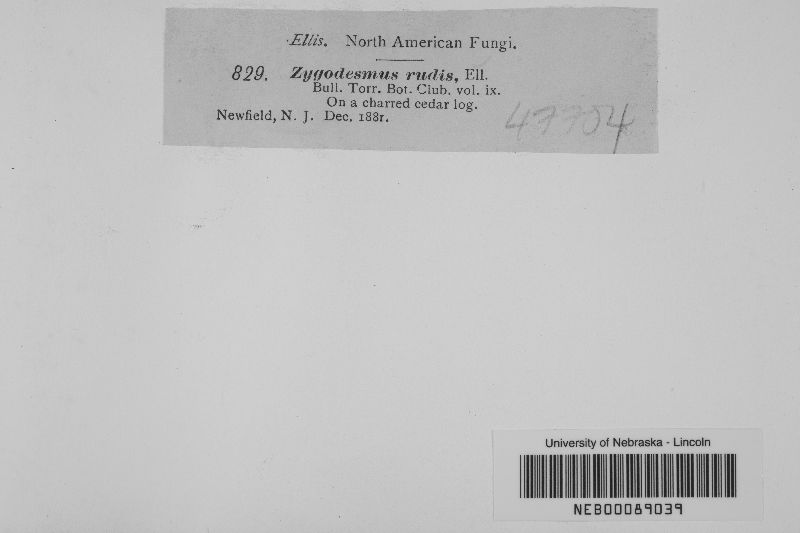 Ellis. North American Fungi.
829. Zygodesmus rudis, Ell.
Bull. Torr. Bot. Club. vol. ix.
On a charred cedar log.
Newfield, N. J. Dec. 1881.
47704
University of Nebraska - Lincoln
NEB00089039